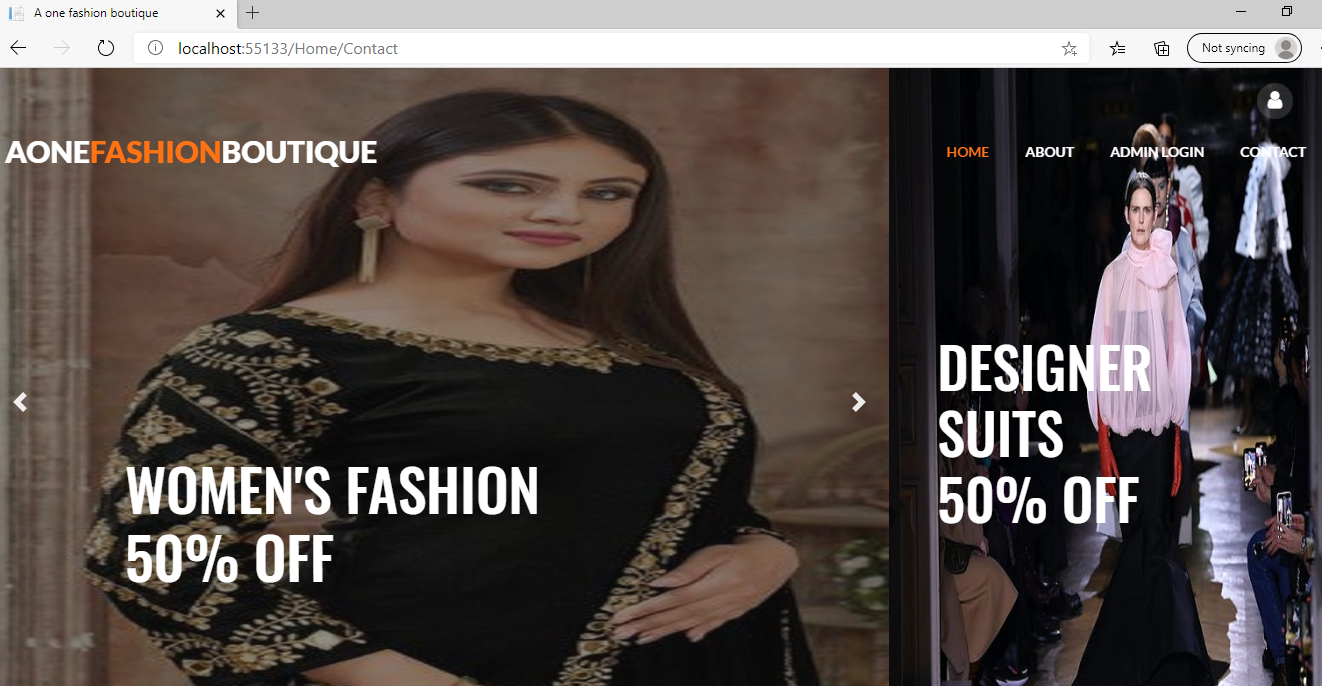 A one fashion boutique
localhost:55133/Home/Contact
Not syncing
AONEFASHIONBOUTIQUE
HOME ABOUT ADMIN LOGIN CONTACT
WOMEN'S FASHION
50% OFF
DESIGNER
SUITS
50% OFF